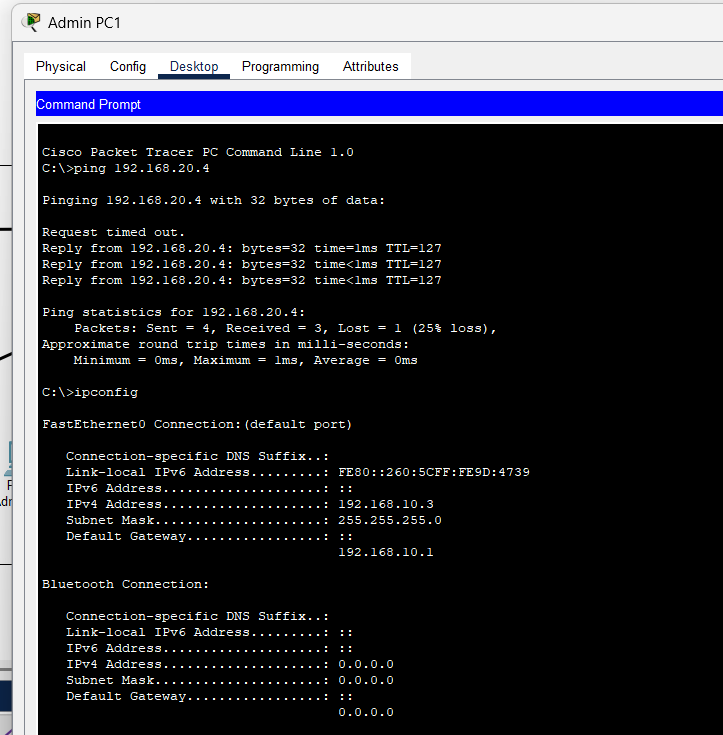 Admin PC1
Physical Config Desktop Programming Attributes
Command Prompt
Cisco Packet Tracer PC Command Line 1.0
C:\>ping 192.168.20.4
Pinging 192.168.20.4 with 32 bytes of data:
Request timed out.
Reply from 192.168.20.4: bytes=32 time=1ms TTL=127
Reply from 192.168.20.4: bytes=32 time<1ms TTL=127
Reply from 192.168.20.4: bytes=32 time<1ms TTL=127
Ping statistics for 192.168.20.4:
Packets: Sent = 4, Received = 3, Lost = 1 (25% loss),
Approximate round trip times in milli-seconds:
Minimum = 0ms, Maximum = 1ms, Average = 0ms
C:\>ipconfig
FastEthernet0 Connection:(default port)
Connection-specific DNS Suffix..:
Link-local IPv6 Address.........: FE80::260:5CFF:FE9D:4739
IPv6 Address....................: ::
IPv4 Address....................: 192.168.10.3
Subnet Mask.....................: 255.255.255.0
Default Gateway.................: ::
192.168.10.1
Bluetooth Connection:
Connection-specific DNS Suffix..:
Link-local IPv6 Address.........: ::
IPv6 Address....................: ::
IPv4 Address....................: 0.0.0.0
Subnet Mask.....................: 0.0.0.0
Default Gateway.................: ::
0.0.0.0